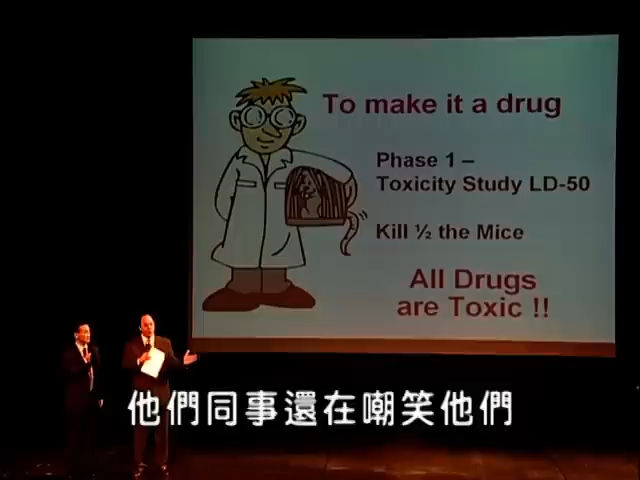 To make it a drug
Phase 1 –
Toxicity Study LD-50
Kill ½ the Mice
All Drugs
are Toxic !!
他們同事還在嘲笑他們